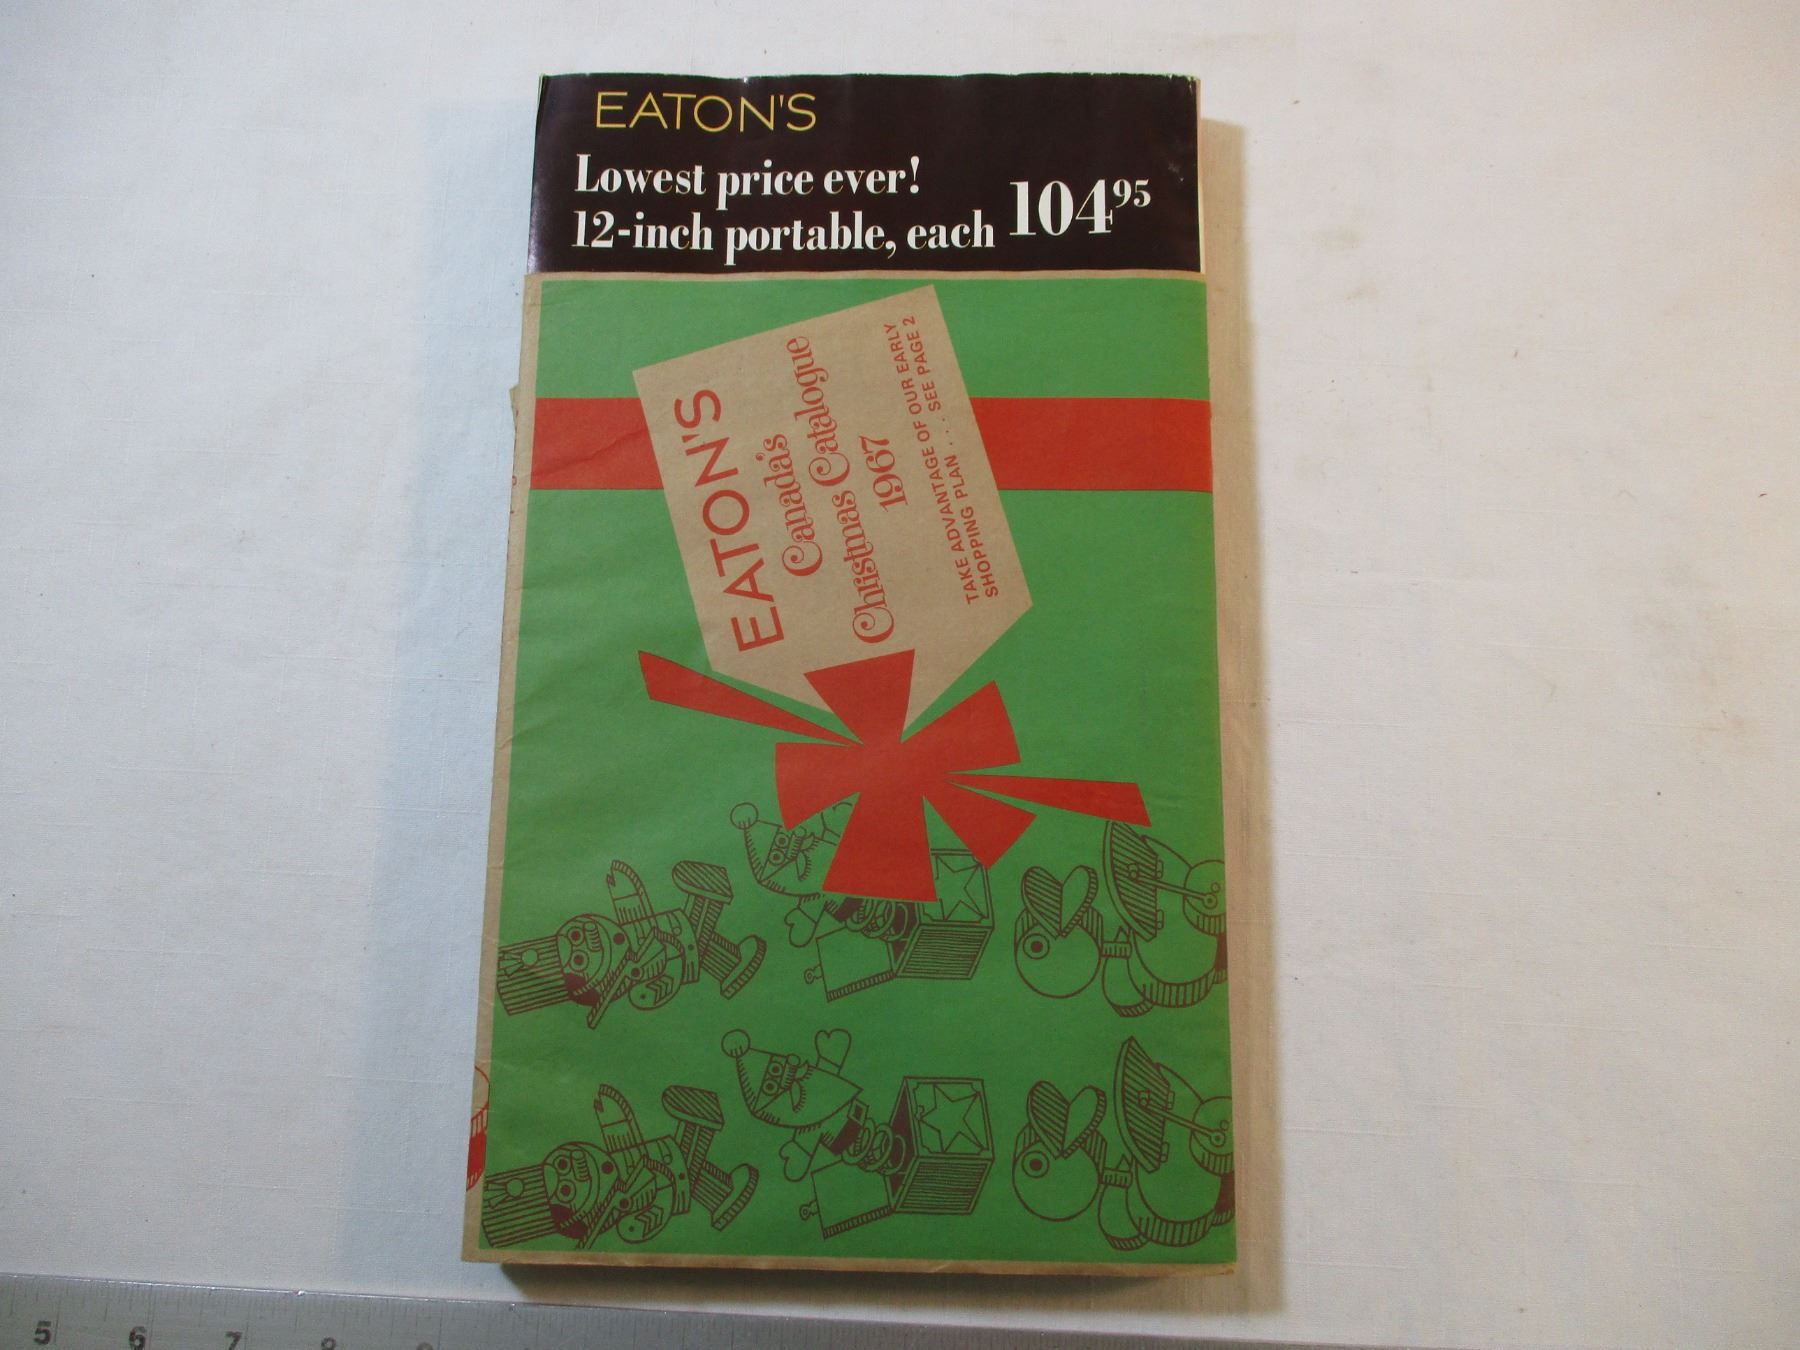 EATON'S
Lowest price ever!
12-inch portable, each 104⁹⁵
EATON'S
Canada's
Christmas Catalogue
1967
TAKE ADVANTAGE OF OUR EARLY
SHOPPING PLAN . . . SEE PAGE 2
5 6 7 8 9